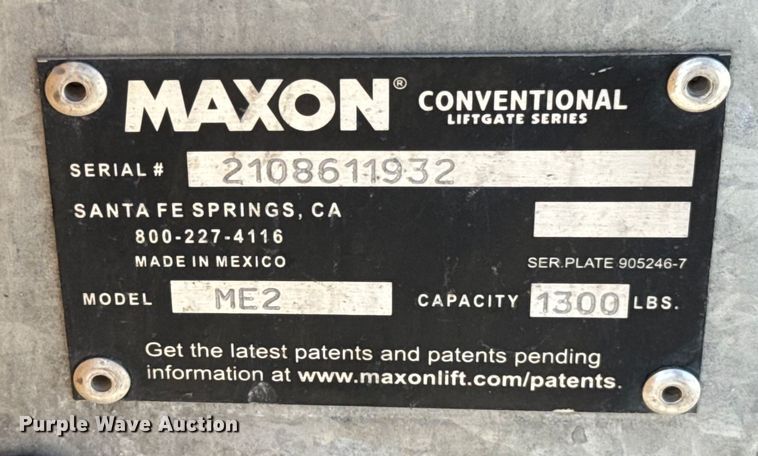 MAXON® CONVENTIONAL
LIFTGATE SERIES
SERIAL # 2108611932
SANTA FE SPRINGS, CA
800-227-4116
MADE IN MEXICO
SER.PLATE 905246-7
MODEL ME2 CAPACITY 1300 LBS.
Get the latest patents and patents pending
information at www.maxonlift.com/patents.
Purple Wave Auction